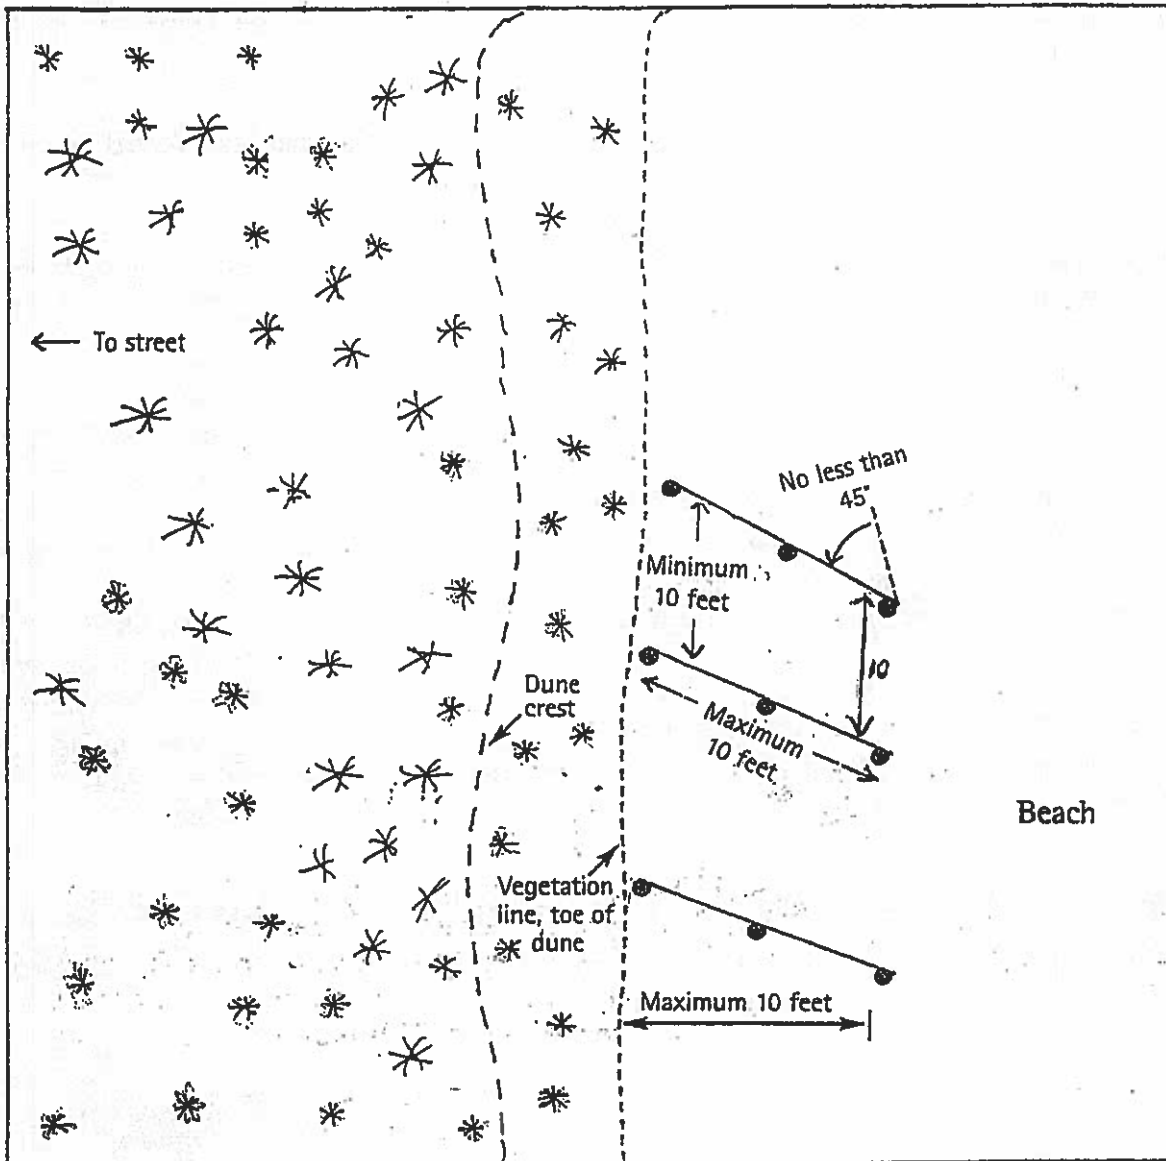 ← To street
No less than
45°
Minimum
10 feet
10
Dune
crest
Maximum
10 feet
Beach
Vegetation
line, toe of
dune
Maximum 10 feet